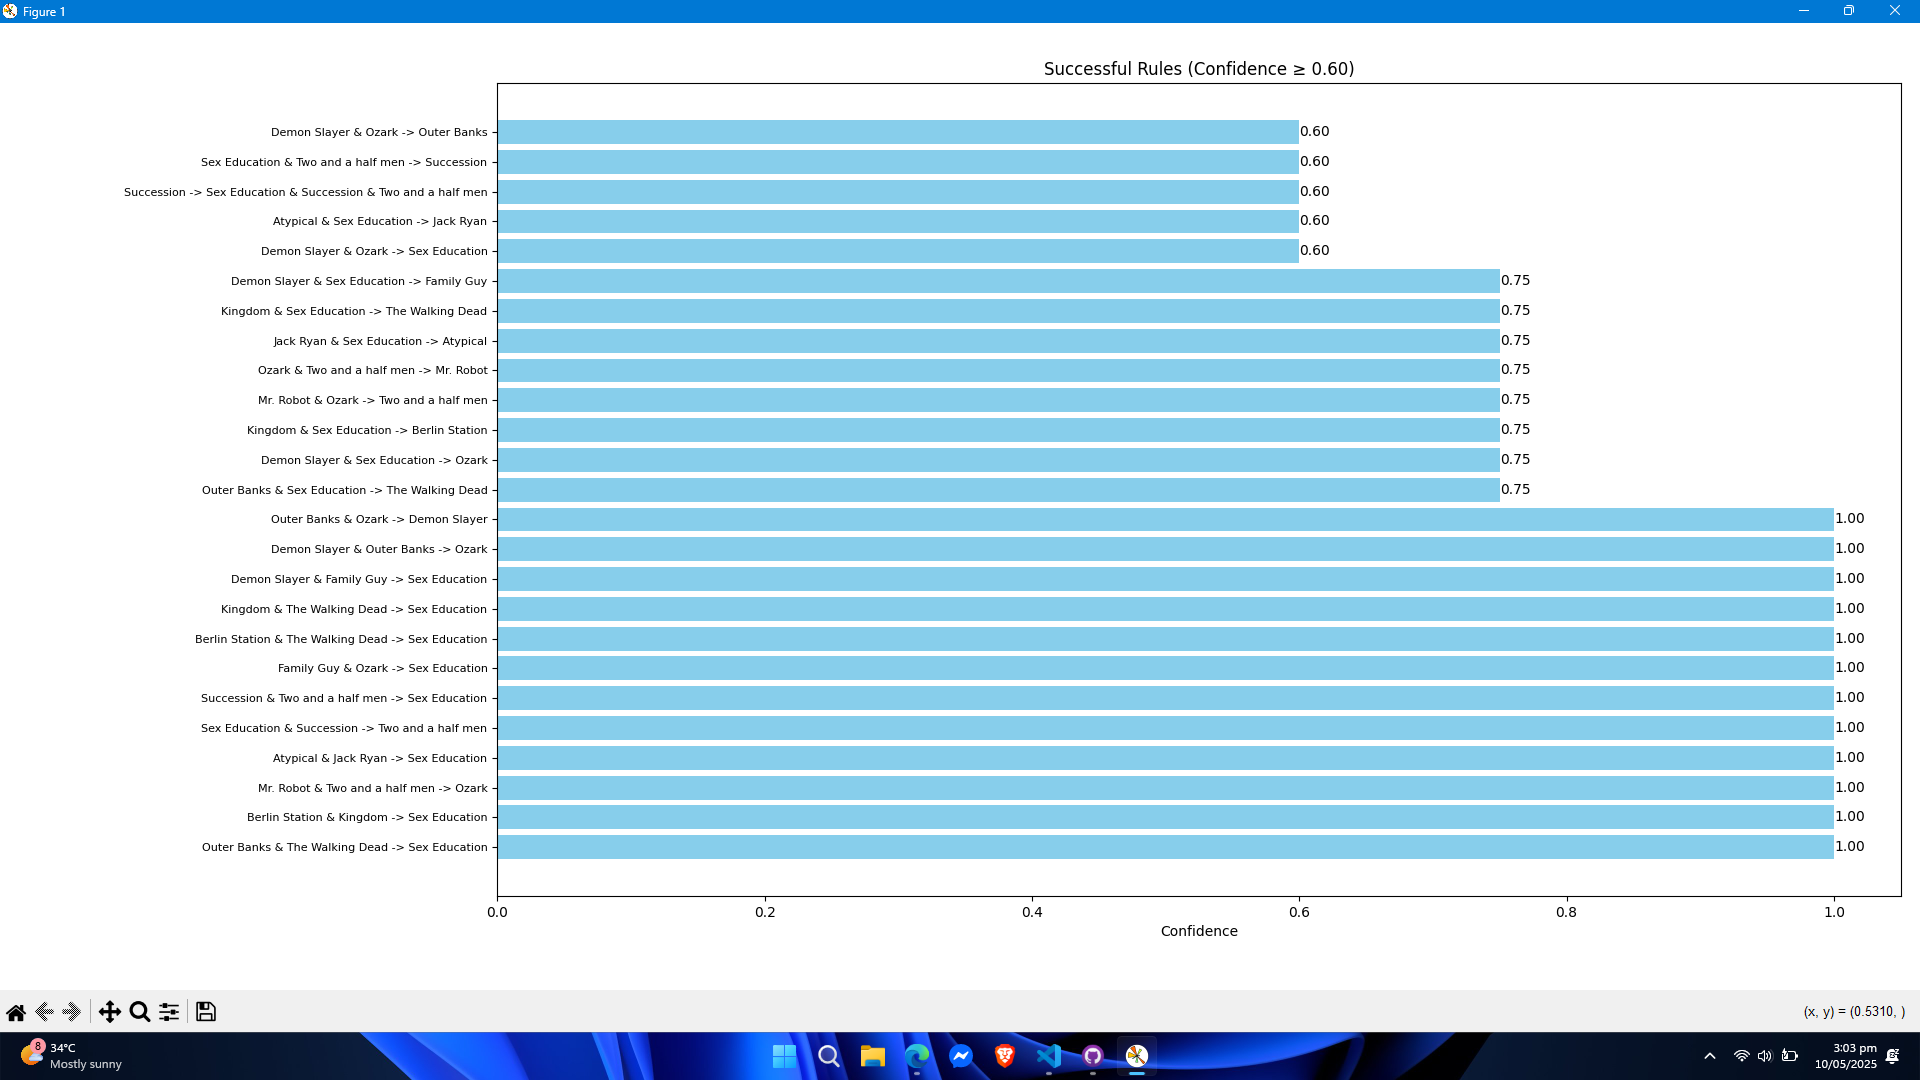 Figure 1
Successful Rules (Confidence ≥ 0.60)
Demon Slayer & Ozark -> Outer Banks 0.60
Sex Education & Two and a half men -> Succession 0.60
Succession -> Sex Education & Succession & Two and a half men 0.60
Atypical & Sex Education -> Jack Ryan 0.60
Demon Slayer & Ozark -> Sex Education 0.60
Demon Slayer & Sex Education -> Family Guy 0.75
Kingdom & Sex Education -> The Walking Dead 0.75
Jack Ryan & Sex Education -> Atypical 0.75
Ozark & Two and a half men -> Mr. Robot 0.75
Mr. Robot & Ozark -> Two and a half men 0.75
Kingdom & Sex Education -> Berlin Station 0.75
Demon Slayer & Sex Education -> Ozark 0.75
Outer Banks & Sex Education -> The Walking Dead 0.75
Outer Banks & Ozark -> Demon Slayer 1.00
Demon Slayer & Outer Banks -> Ozark 1.00
Demon Slayer & Family Guy -> Sex Education 1.00
Kingdom & The Walking Dead -> Sex Education 1.00
Berlin Station & The Walking Dead -> Sex Education 1.00
Family Guy & Ozark -> Sex Education 1.00
Succession & Two and a half men -> Sex Education 1.00
Sex Education & Succession -> Two and a half men 1.00
Atypical & Jack Ryan -> Sex Education 1.00
Mr. Robot & Two and a half men -> Ozark 1.00
Berlin Station & Kingdom -> Sex Education 1.00
Outer Banks & The Walking Dead -> Sex Education 1.00
0.0 0.2 0.4 0.6 0.8 1.0
Confidence
(x, y) = (0.5310, )
8
34°C
Mostly sunny
3:03 pm
10/05/2025